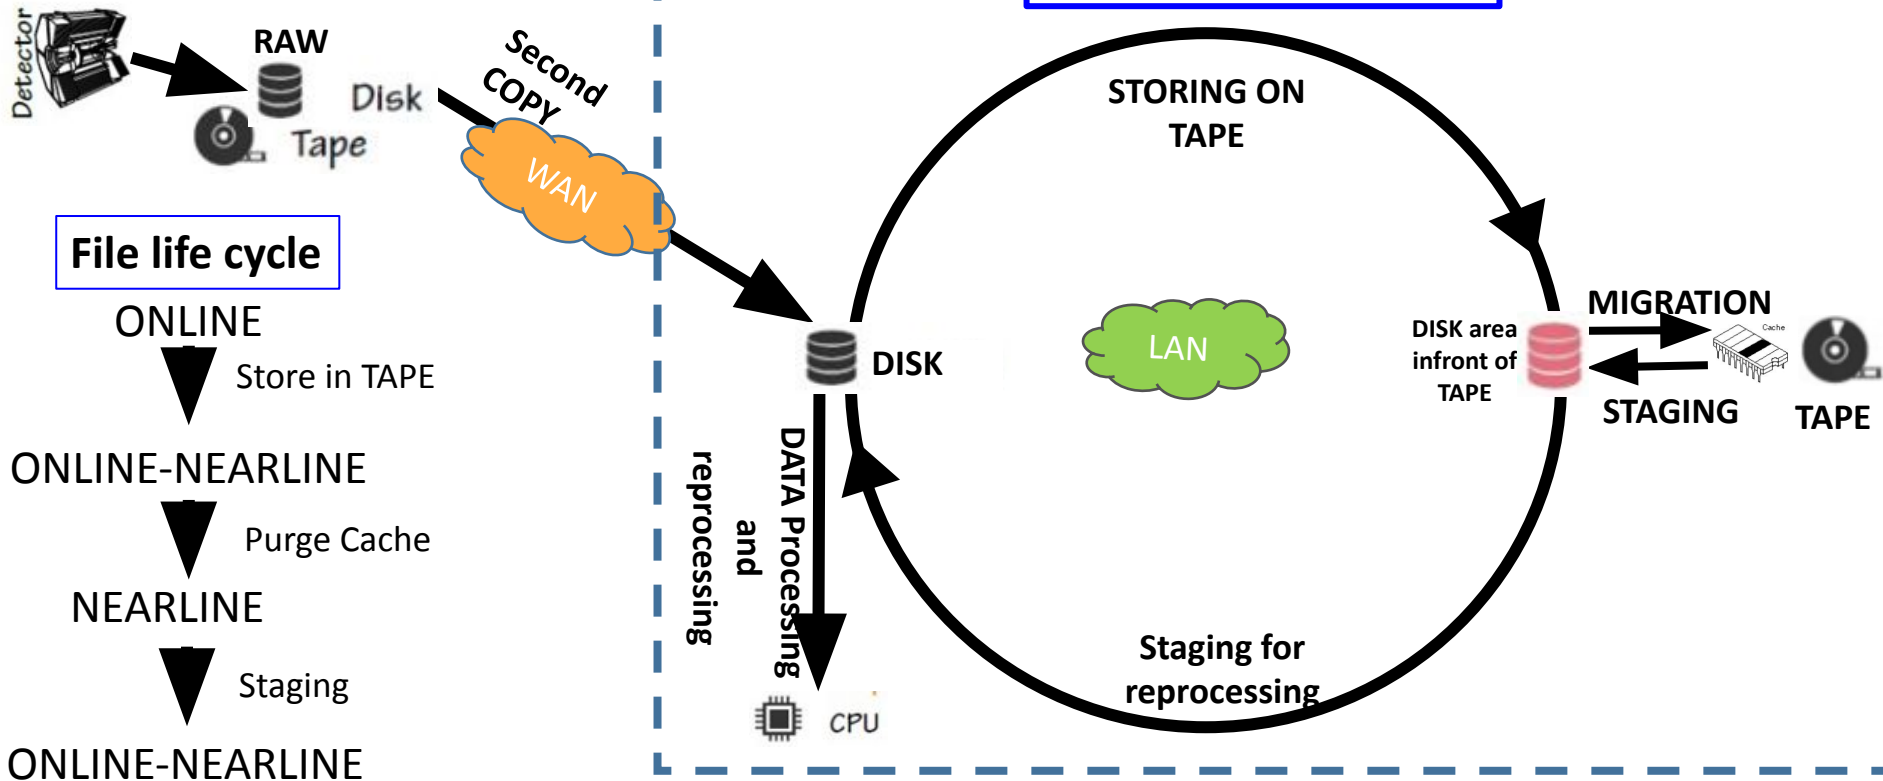 Detector
RAW
Disk
Tape
Second
COPY
WAN
File life cycle
ONLINE
Store in TAPE
ONLINE-NEARLINE
Purge Cache
NEARLINE
Staging
ONLINE-NEARLINE
STORING ON
TAPE
LAN
DISK
DISK area
infront of
TAPE
MIGRATION
Cache
STAGING
TAPE
DATA Processing
and
reprocessing
Staging for
reprocessing
CPU